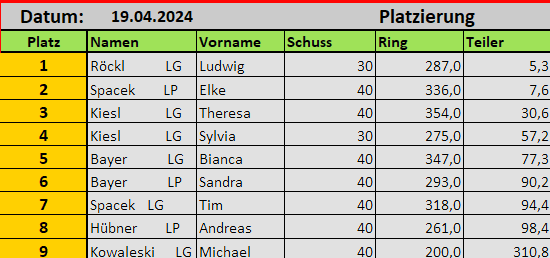 Datum: 19.04.2024 Platzierung
Platz Namen Vorname Schuss Ring Teiler
1 Röckl LG Ludwig 30 287,0 5,3
2 Spacek LP Elke 40 336,0 7,6
3 Kiesl LG Theresa 40 354,0 30,6
4 Kiesl LG Sylvia 30 275,0 57,2
5 Bayer LG Bianca 40 347,0 77,3
6 Bayer LP Sandra 40 293,0 90,2
7 Spacek LG Tim 40 318,0 94,4
8 Hübner LP Andreas 40 261,0 98,4
9 Kowaleski LG Michael 40 200,0 310,8